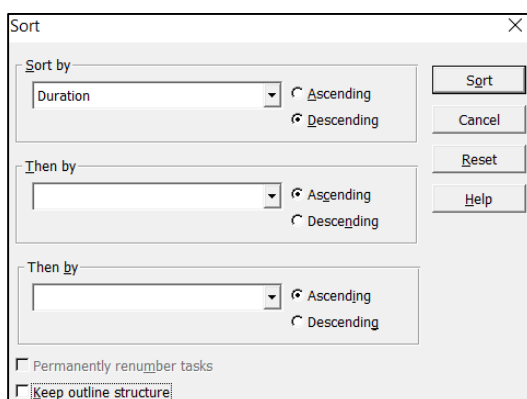 Sort
Sort by
Duration
Ascending
Descending
Sort
Cancel
Reset
Help
Then by
Ascending
Descending
Then by
Ascending
Descending
Permanently renumber tasks
Keep outline structure